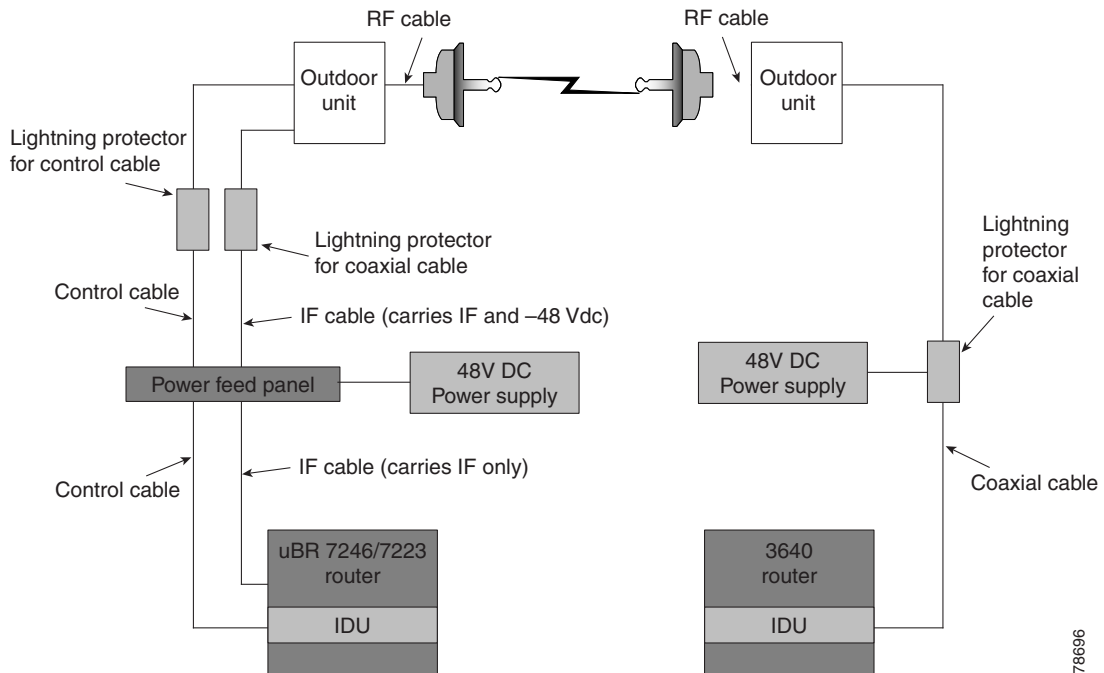 RF cable
RF cable
Outdoor
unit
Outdoor
unit
Lightning protector
for control cable
Lightning protector
for coaxial cable
Lightning
protector
for coaxial
cable
Control cable
IF cable (carries IF and –48 Vdc)
Power feed panel
48V DC
Power supply
48V DC
Power supply
Control cable
IF cable (carries IF only)
Coaxial cable
uBR 7246/7223
router
IDU
3640
router
IDU
78696